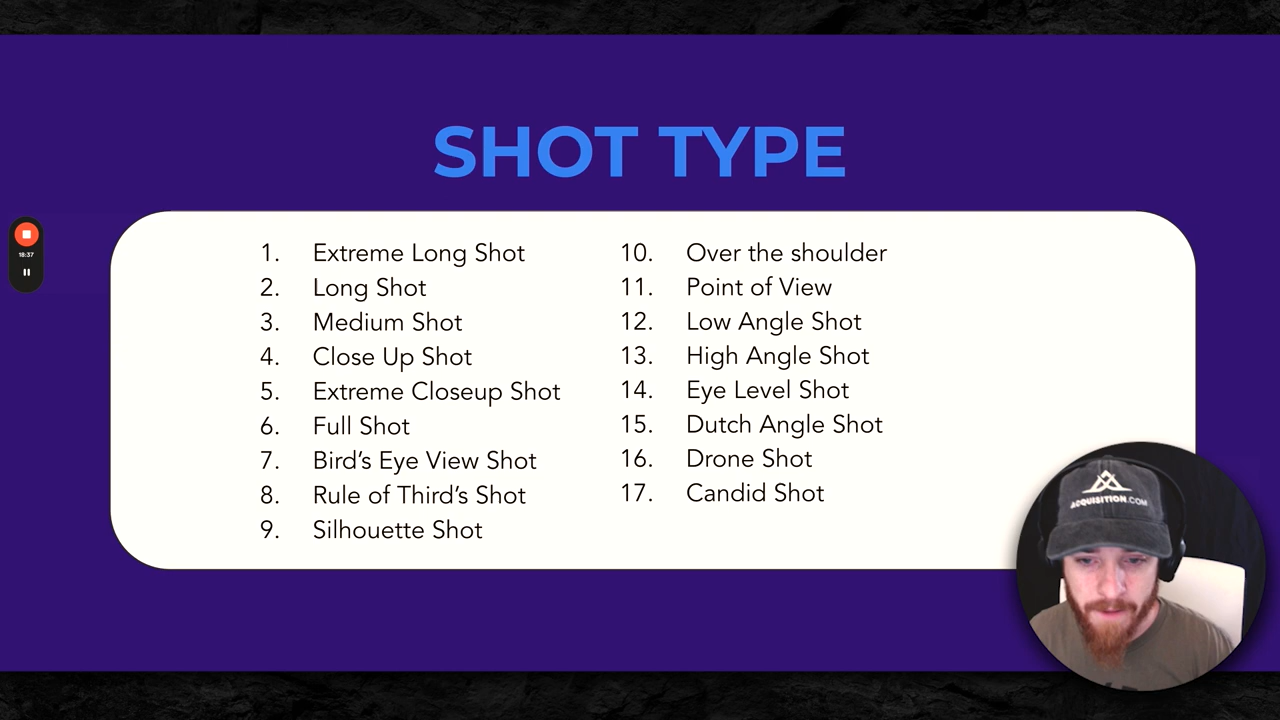 SHOT TYPE
18:37
1. Extreme Long Shot
2. Long Shot
3. Medium Shot
4. Close Up Shot
5. Extreme Closeup Shot
6. Full Shot
7. Bird’s Eye View Shot
8. Rule of Third’s Shot
9. Silhouette Shot
10. Over the shoulder
11. Point of View
12. Low Angle Shot
13. High Angle Shot
14. Eye Level Shot
15. Dutch Angle Shot
16. Drone Shot
17. Candid Shot
ACQUISITION.COM